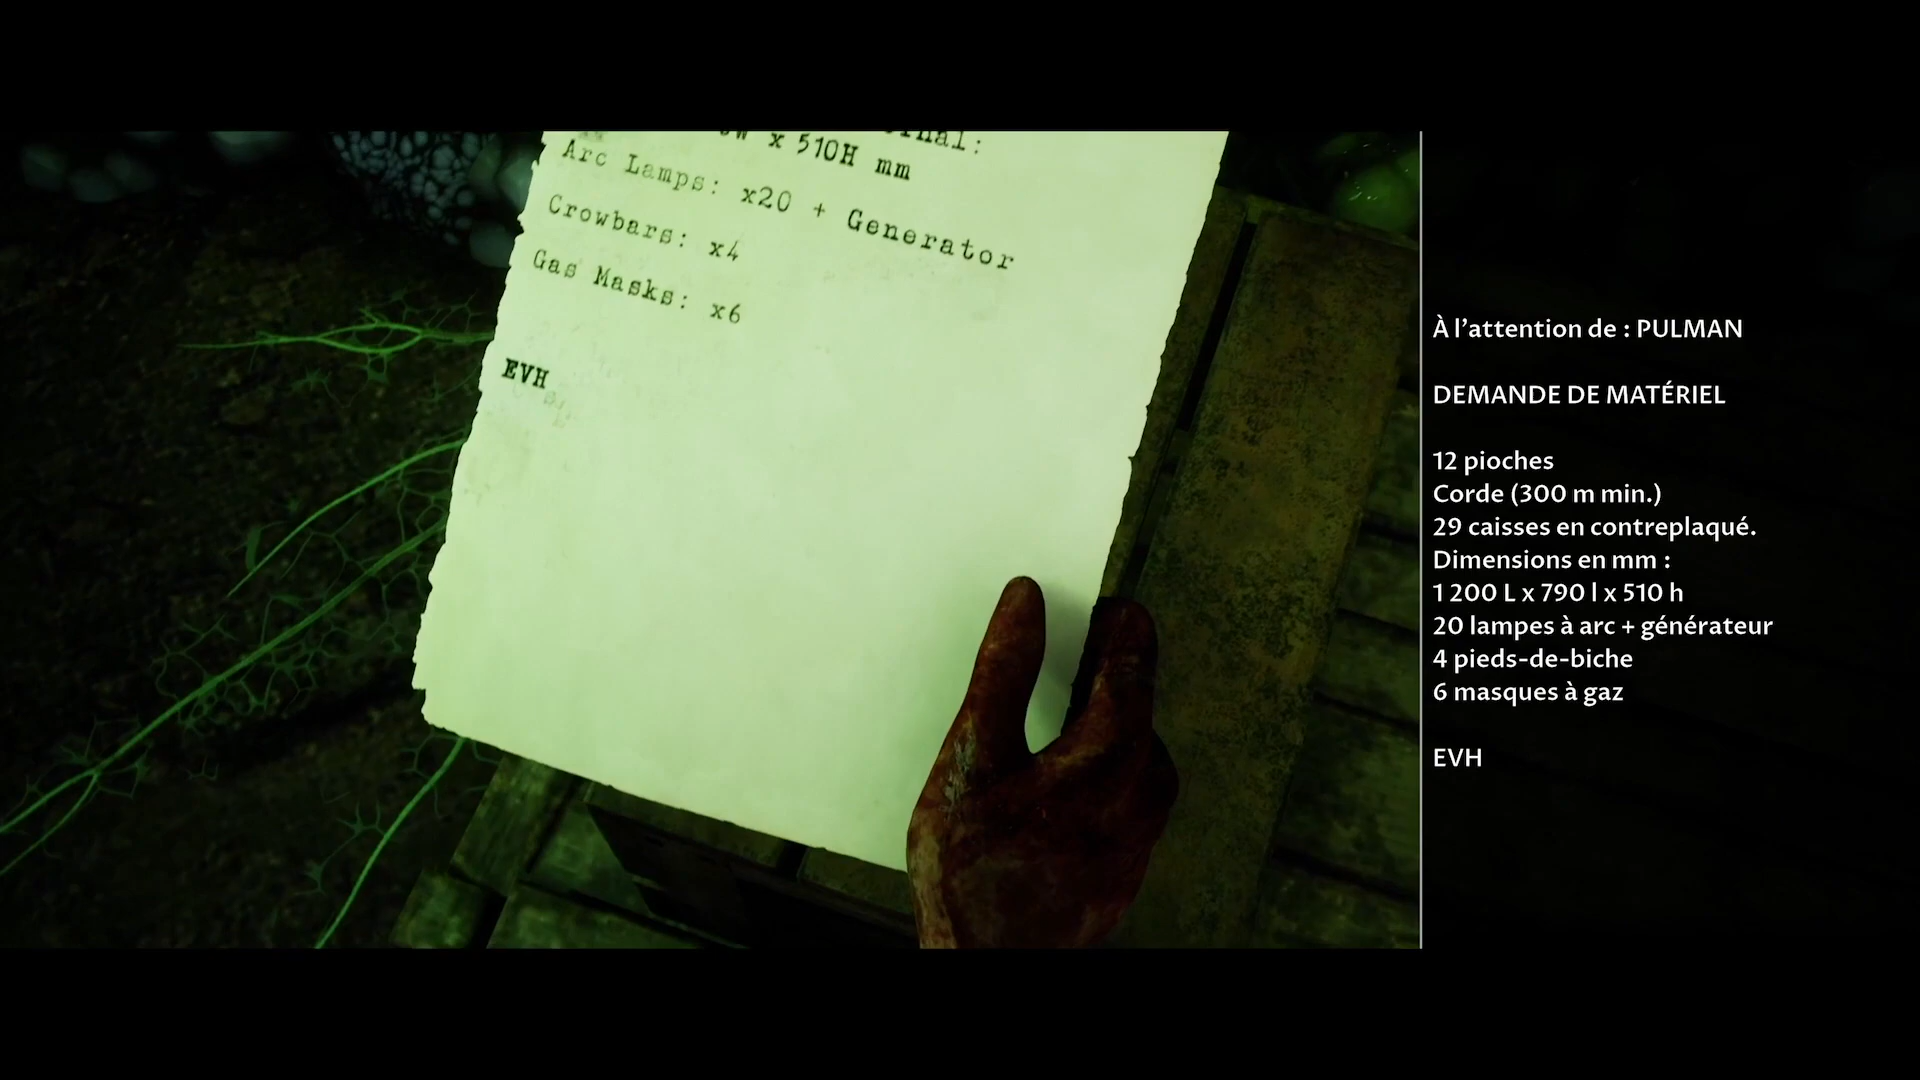 x 510H mm
Arc Lamps: x20 + Generator
Crowbars: x4
Gas Masks: x6
EVH
À l’attention de : PULMAN
DEMANDE DE MATÉRIEL
12 pioches
Corde (300 m min.)
29 caisses en contreplaqué.
Dimensions en mm :
1 200 L x 790 l x 510 h
20 lampes à arc + générateur
4 pieds-de-biche
6 masques à gaz
EVH